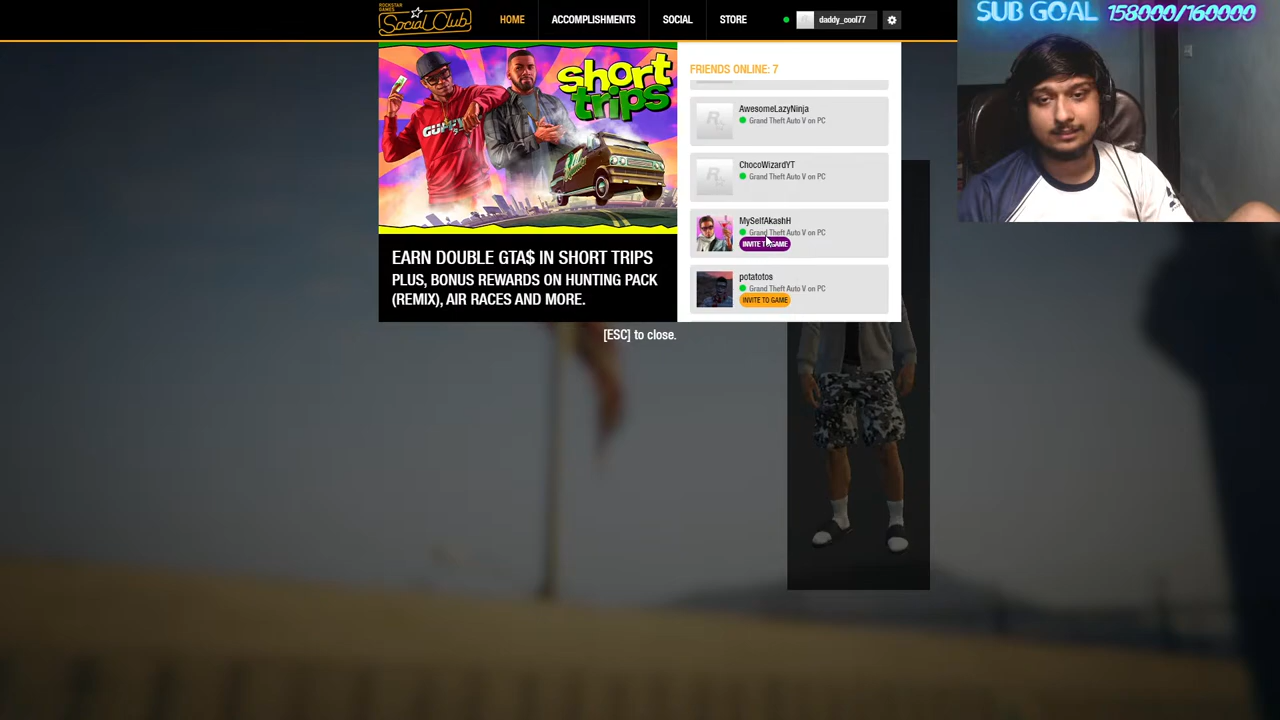 ROCKSTAR
GAMES
Social Club
HOME
ACCOMPLISHMENTS
SOCIAL
STORE
daddy_cool77
SUB GOAL 158000/160000
short
trips
EARN DOUBLE GTA$ IN SHORT TRIPS
PLUS, BONUS REWARDS ON HUNTING PACK
(REMIX), AIR RACES AND MORE.
FRIENDS ONLINE: 7
AwesomeLazyNinja
Grand Theft Auto V on PC
ChocoWizardYT
Grand Theft Auto V on PC
MySelfAkashH
Grand Theft Auto V on PC
INVITE TO GAME
potatotos
Grand Theft Auto V on PC
INVITE TO GAME
[ESC] to close.